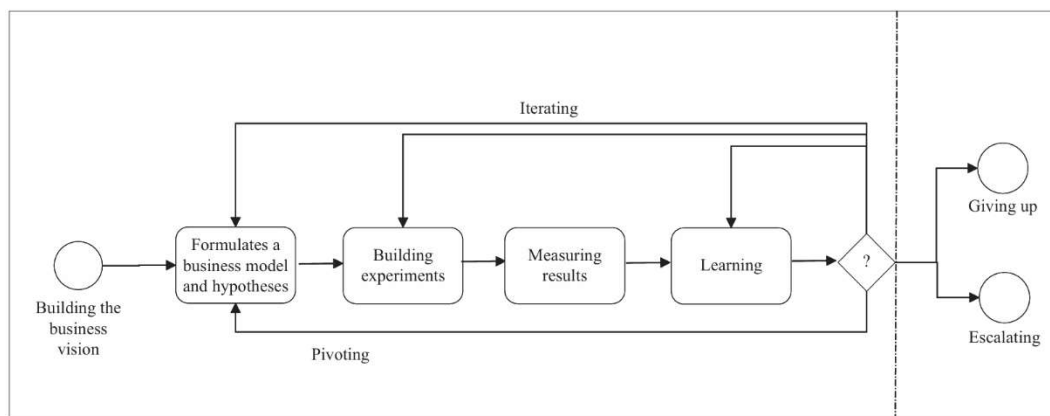 Iterating
Formulates a
business model
and hypotheses
Building
experiments
Measuring
results
Learning
?
Giving up
Building the
business
vision
Escalating
Pivoting